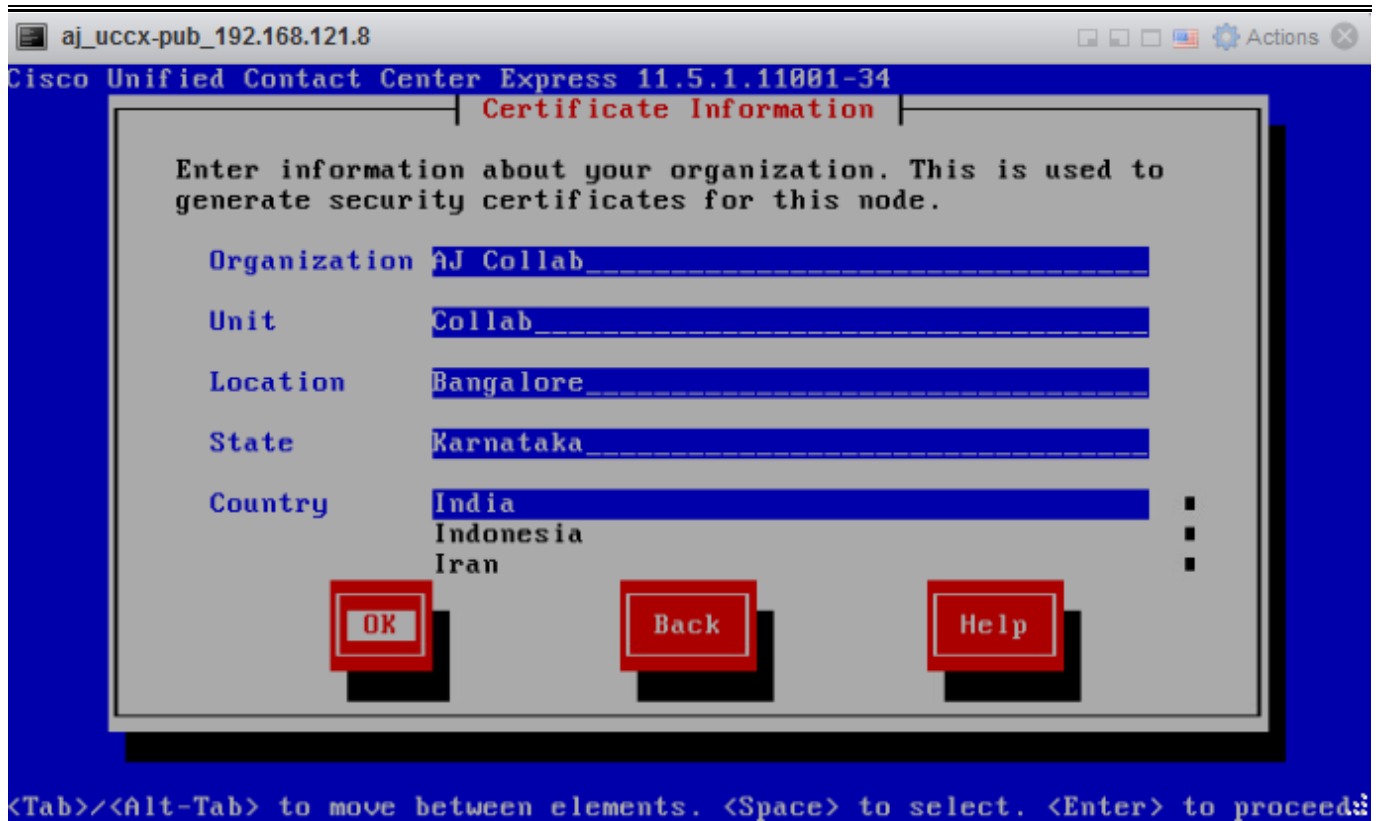 aj_uccx-pub_192.168.121.8 Actions
Cisco Unified Contact Center Express 11.5.1.11001-34
Certificate Information
Enter information about your organization. This is used to
generate security certificates for this node.
Organization AJ Collab
Unit Collab
Location Bangalore
State Karnataka
Country India
Indonesia
Iran
OK Back Help
<Tab>/<Alt-Tab> to move between elements. <Space> to select. <Enter> to proceed